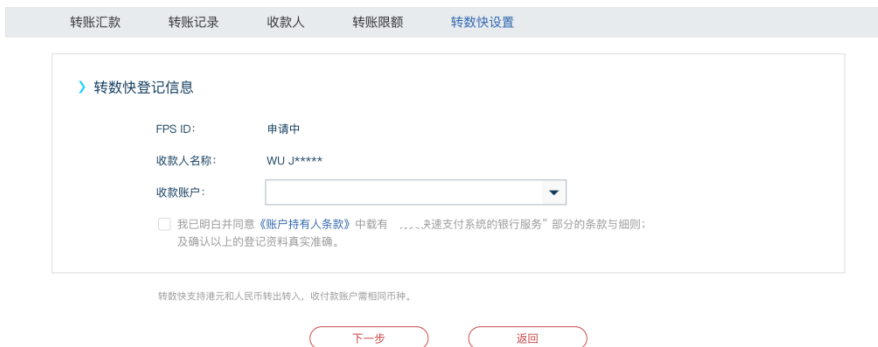 转账汇款 转账记录 收款人 转账限额 转数快设置
转数快登记信息
FPS ID： 申请中
收款人名称： WU J*****
收款账户：
我已明白并同意《账户持有人条款》中载有 快速支付系统的银行服务”部分的条款与细则；
及确认以上的登记资料真实准确。
转数快支持港元和人民币转出转入，收付款账户需相同币种。
下一步 返回